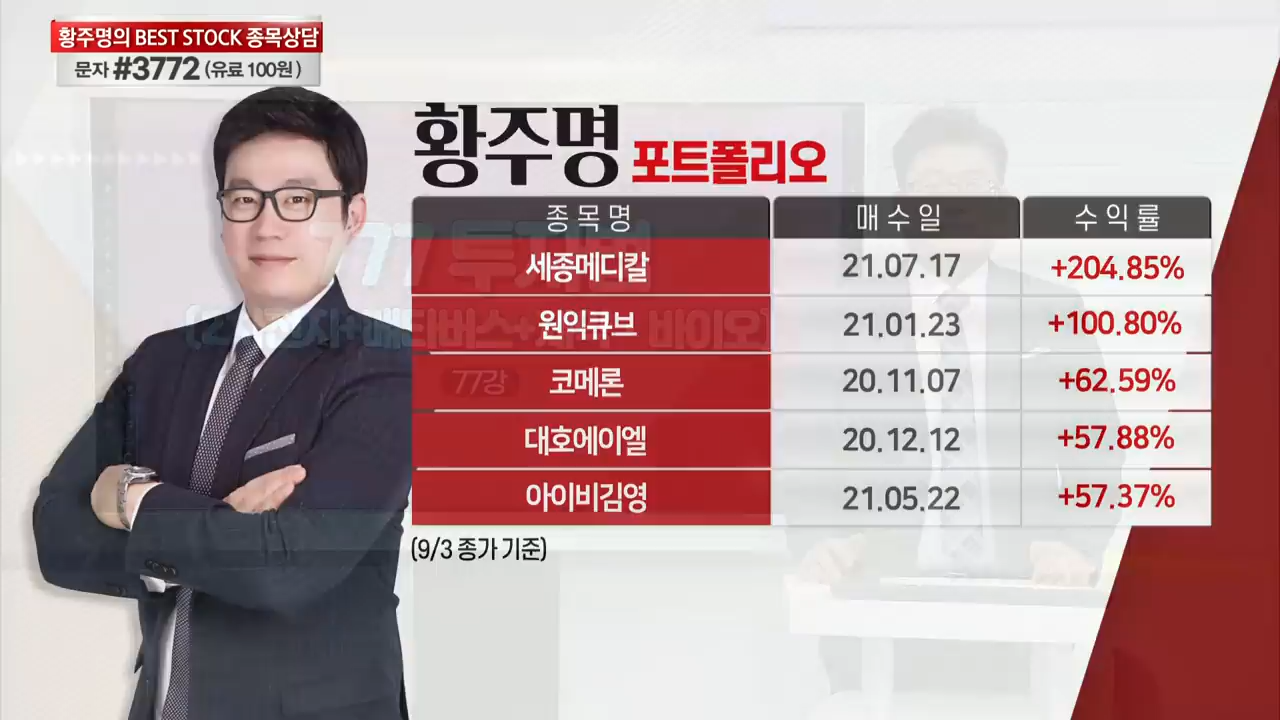 황주명의 BEST STOCK 종목상담
문자 #3772 (유료 100원)
황주명 포트폴리오
종목명 매수일 수익률
세종메디칼 21.07.17 +204.85%
원익큐브 21.01.23 +100.80%
코메론 20.11.07 +62.59%
대호에이엘 20.12.12 +57.88%
아이비김영 21.05.22 +57.37%
(9/3 종가 기준)
777 투자법
77강